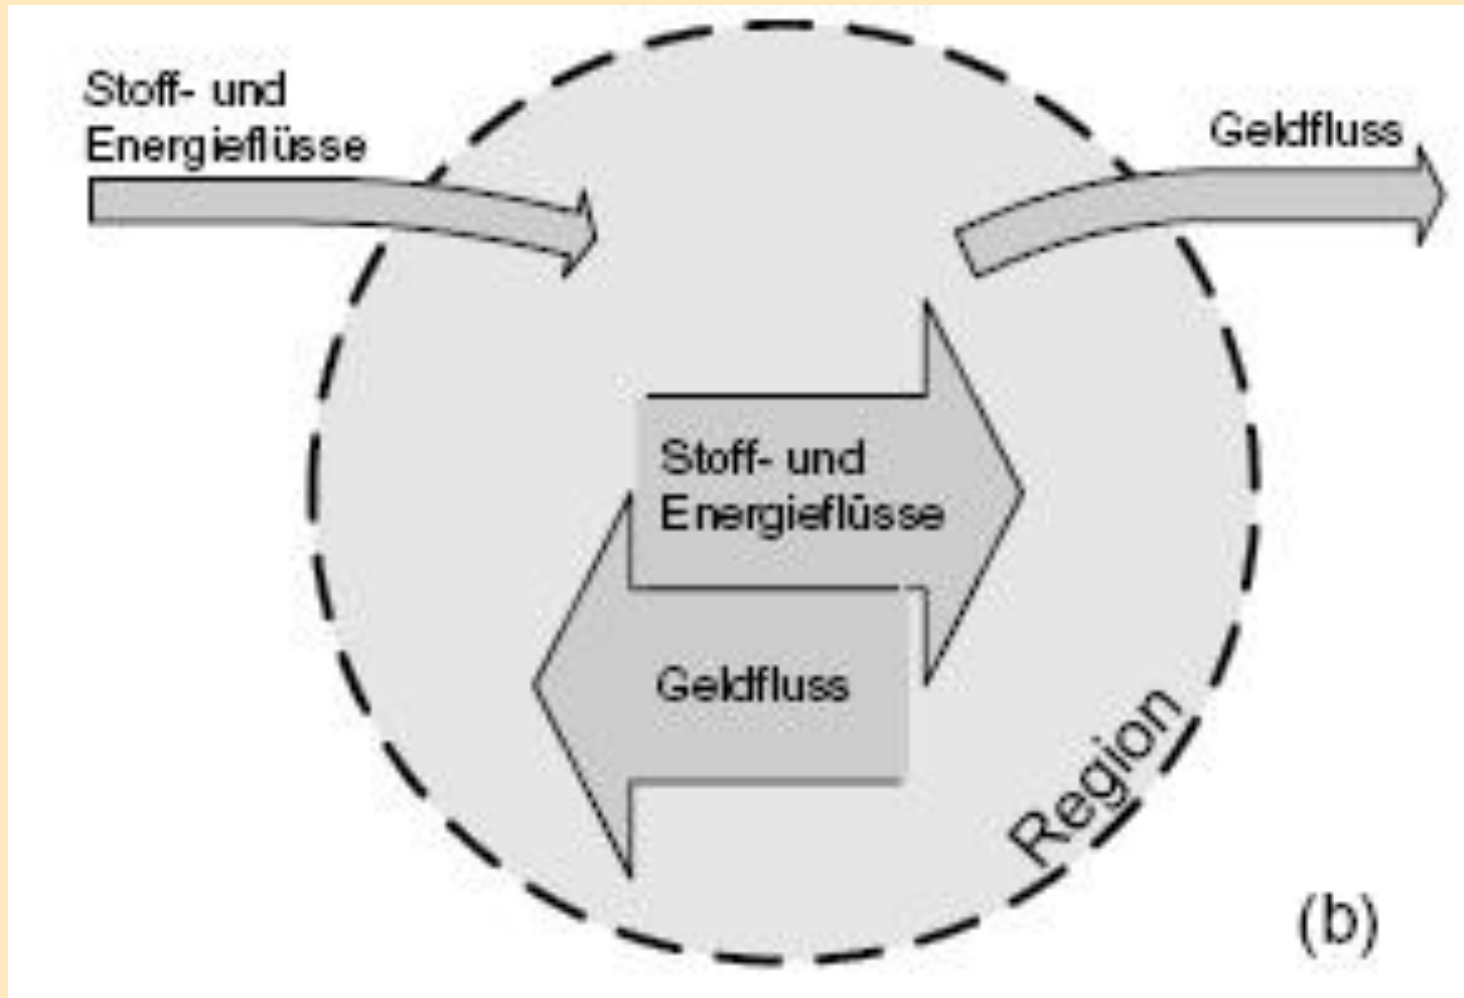 Stoff- und
Energieflüsse
Geldfluss
Stoff- und
Energieflüsse
Geldfluss
Region
(b)